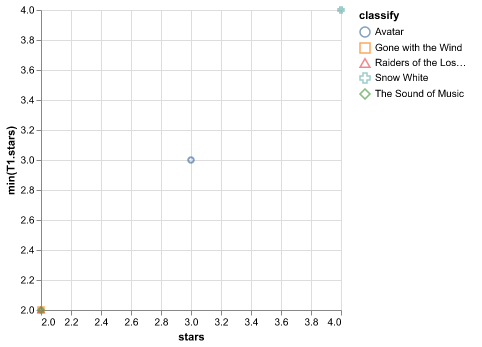 4.0
3.8
3.6
3.4
3.2
3.0
2.8
2.6
2.4
2.2
2.0
min(T1.stars)
2.0 2.2 2.4 2.6 2.8 3.0 3.2 3.4 3.6 3.8 4.0
stars
classify
Avatar
Gone with the Wind
Raiders of the Los…
Snow White
The Sound of Music